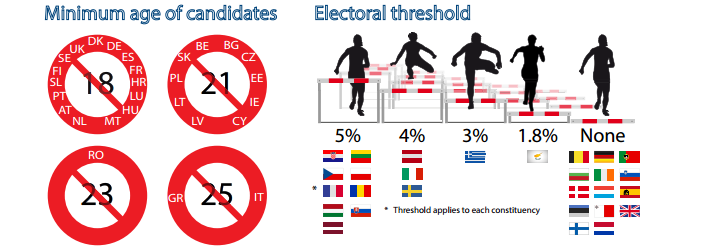 Minimum age of candidates
Electoral threshold
UK DK DE
SE ES
FI FR
SL 18 HR
PT LU
AT HU
NL MT
BE BG
SK CZ
PL 21 EE
LT IE
LV CY
5% 4% 3% 1.8% None
RO
23
GR 25 IT
*
* Threshold applies to each constituency
*